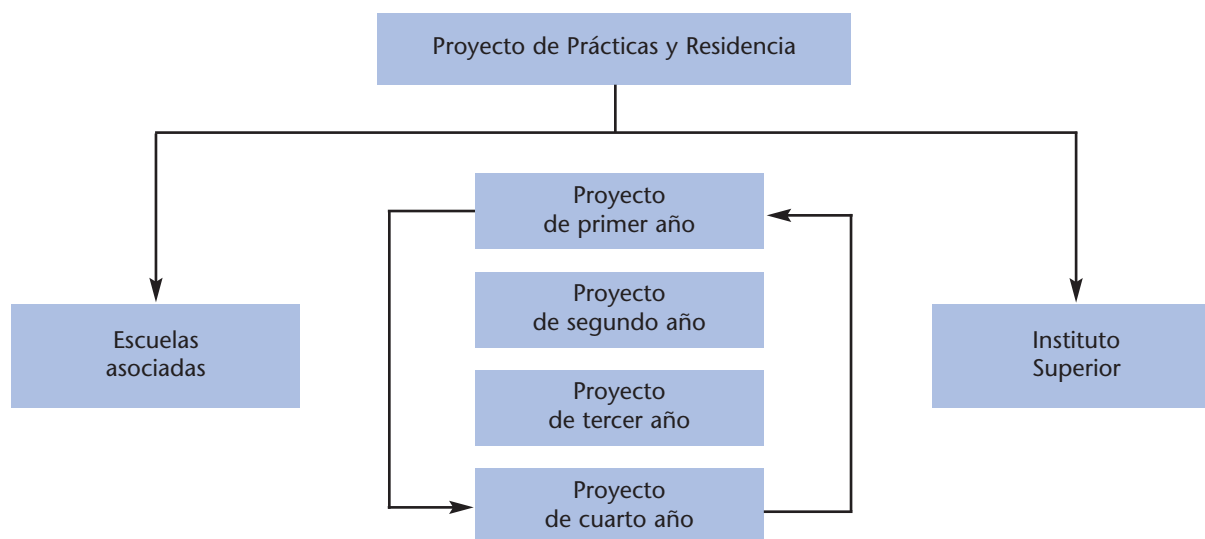 Proyecto de Prácticas y Residencia
Proyecto
de primer año
Proyecto
de segundo año
Escuelas
asociadas
Instituto
Superior
Proyecto
de tercer año
Proyecto
de cuarto año